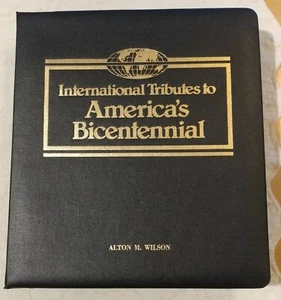 International Tributes to
America's
Bicentennial
ALTON M. WILSON